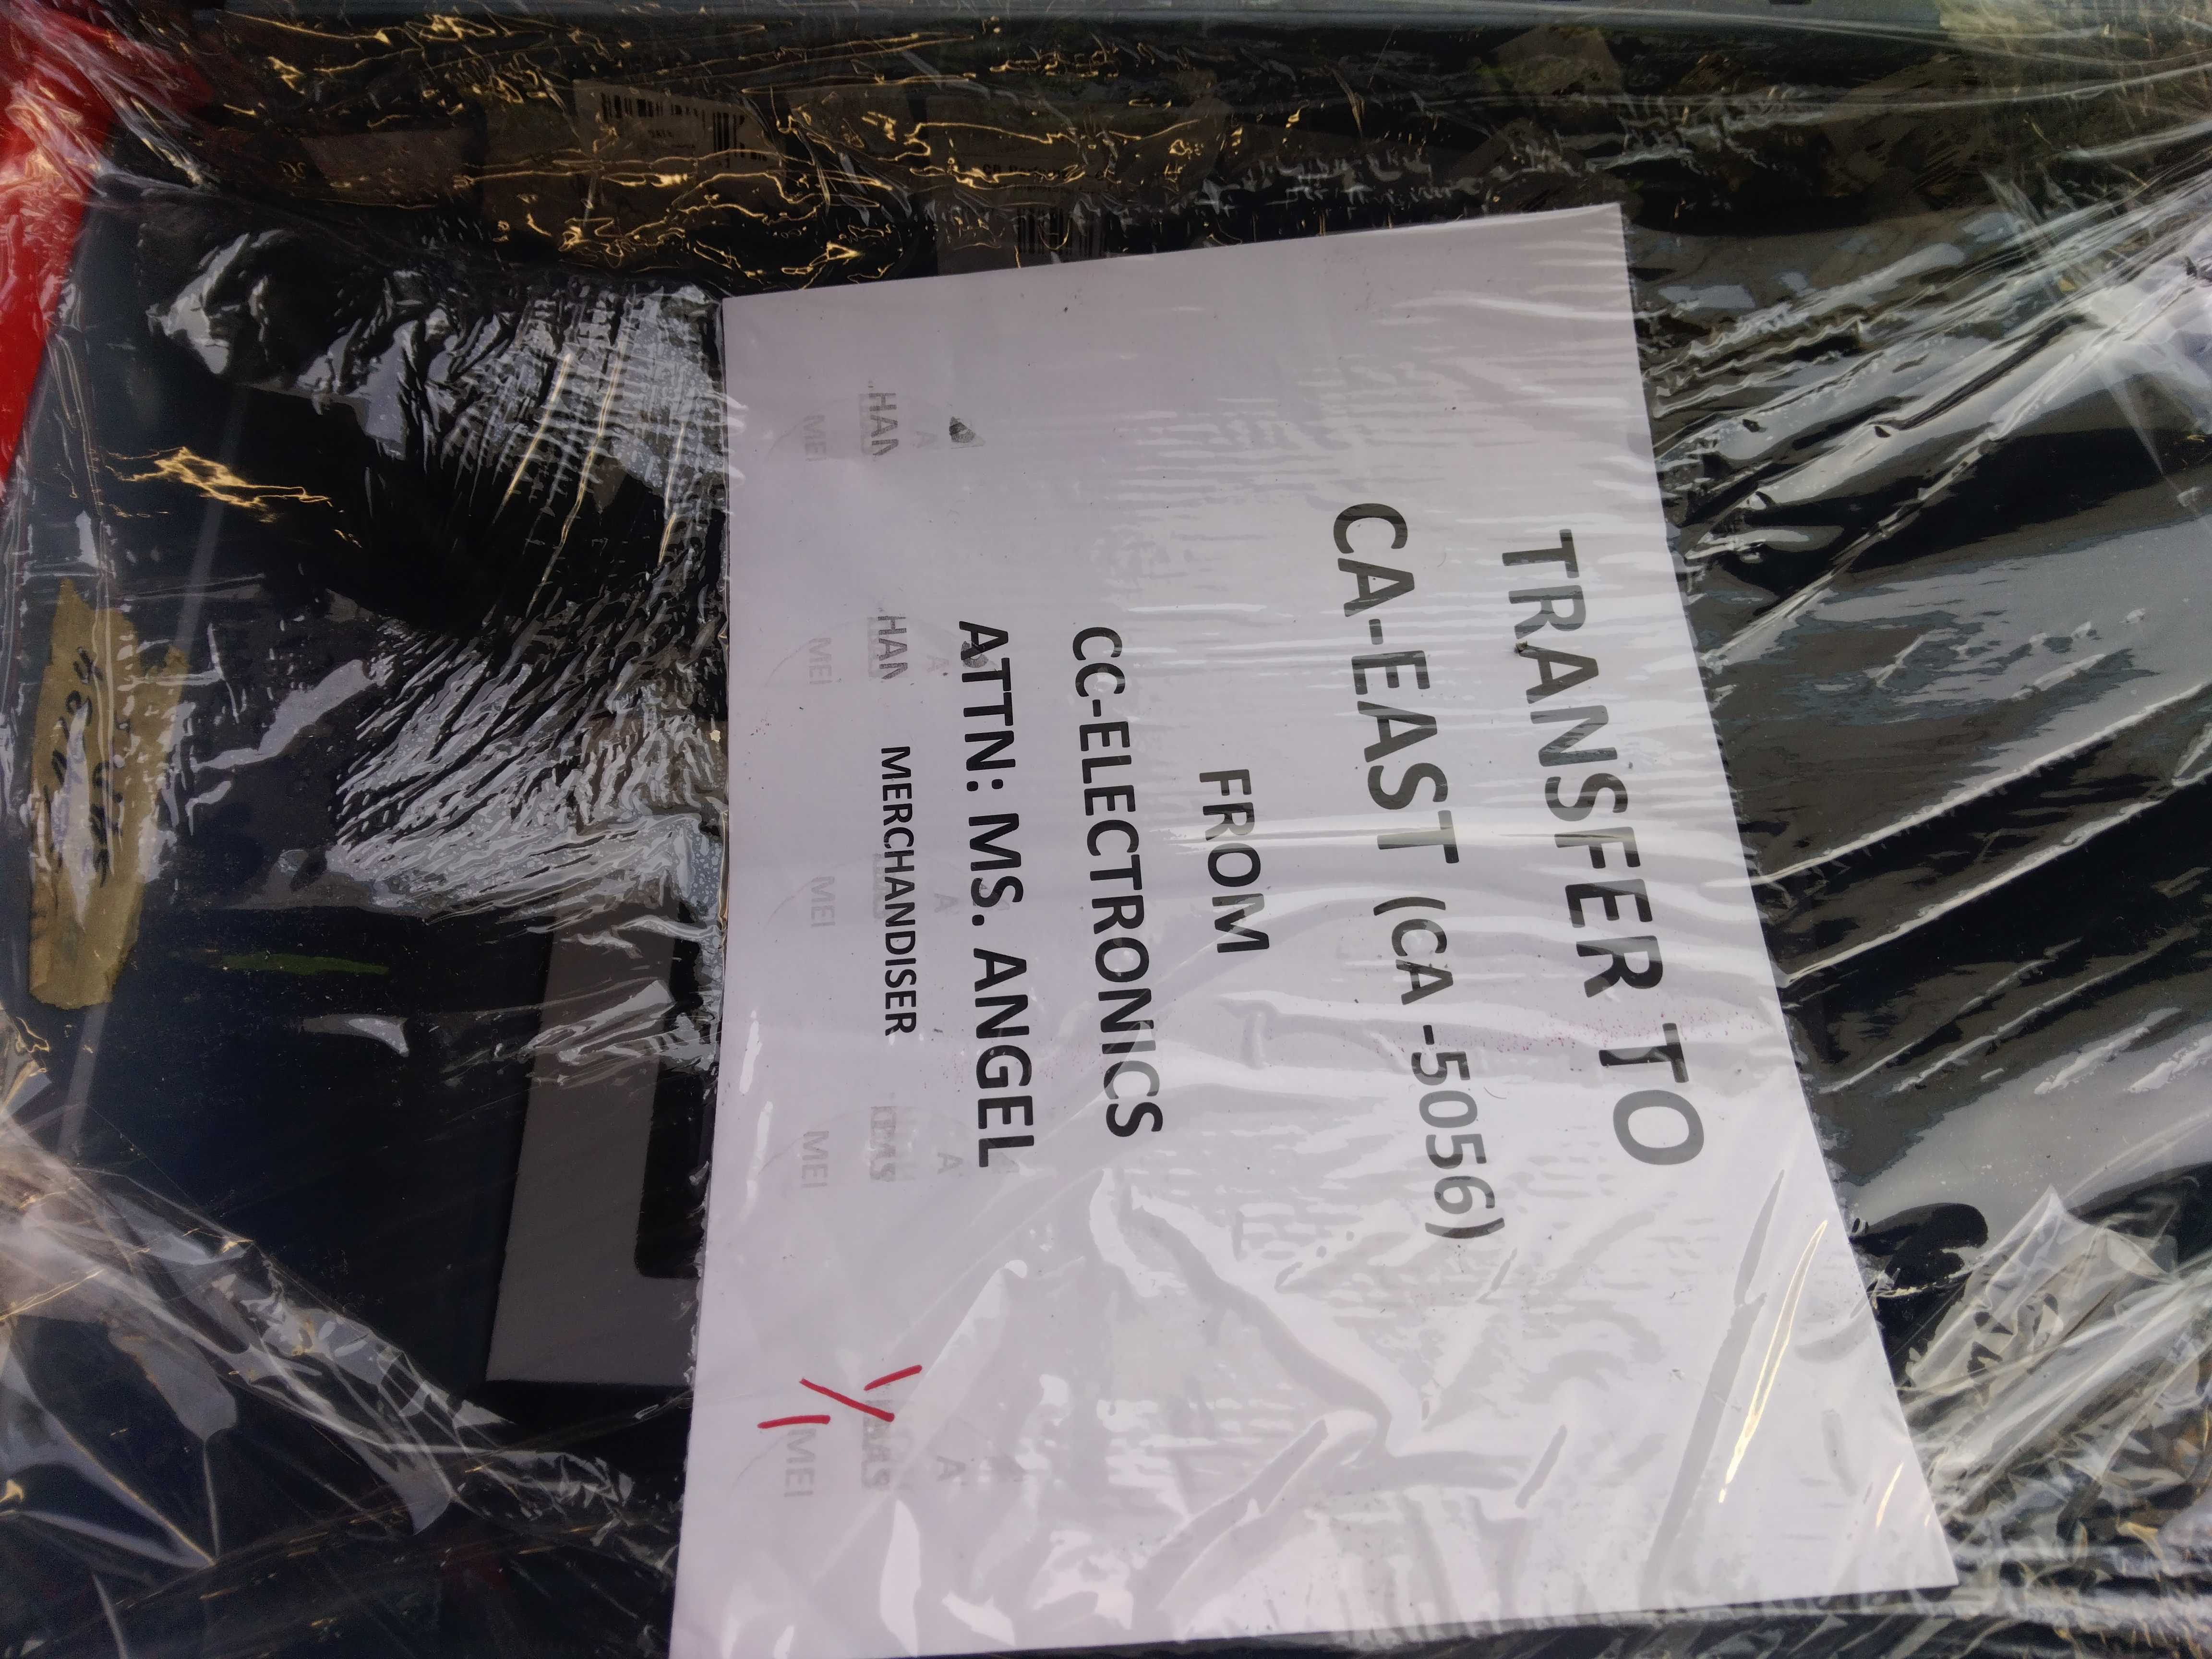 TRANSFER TO
CA-EAST (CA -5056)
FROM
CC-ELECTRONICS
ATTN: MS. ANGEL
MERCHANDISER